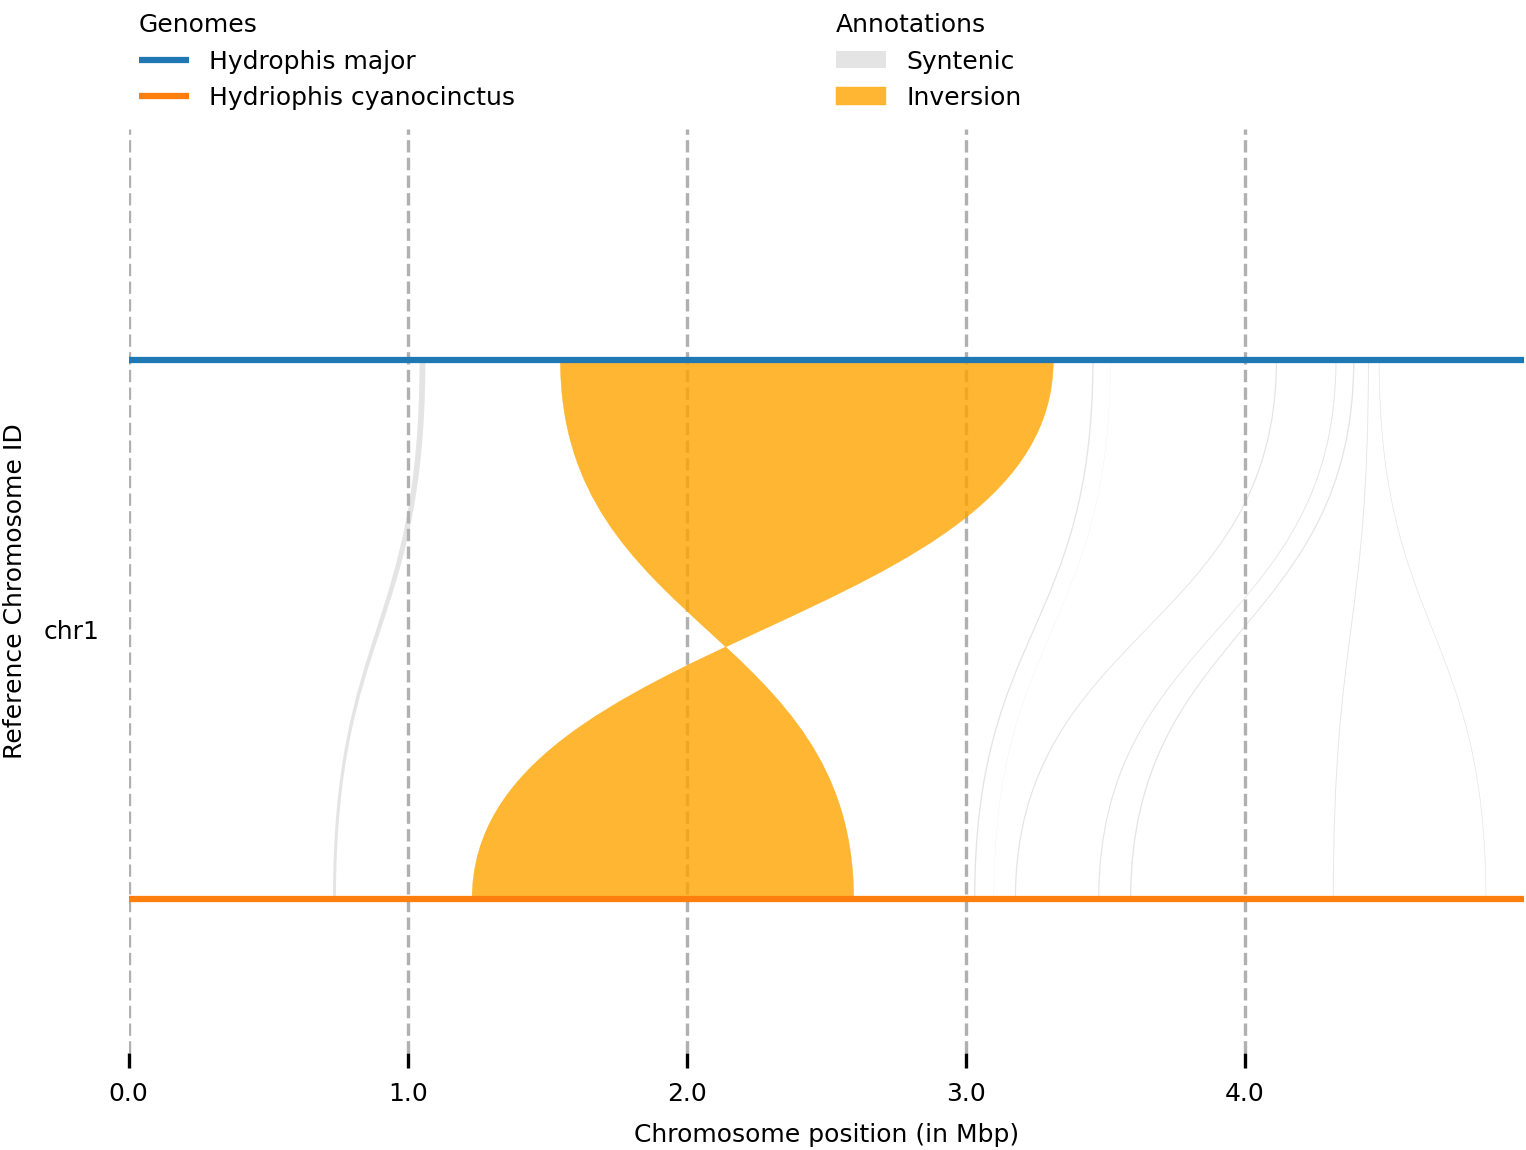 Genomes
Hydrophis major
Hydriophis cyanocinctus
Annotations
Syntenic
Inversion
Reference Chromosome ID
chr1
0.0 1.0 2.0 3.0 4.0
Chromosome position (in Mbp)